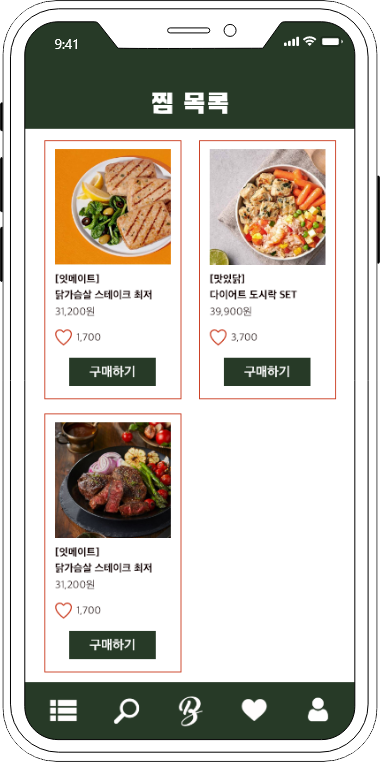 9:41
찜 목록
[잇메이트]
닭가슴살 스테이크 최저
31,200원
1,700
구매하기
[맛있닭]
다이어트 도시락 SET
39,900원
3,700
구매하기
[잇메이트]
닭가슴살 스테이크 최저
31,200원
1,700
구매하기
B